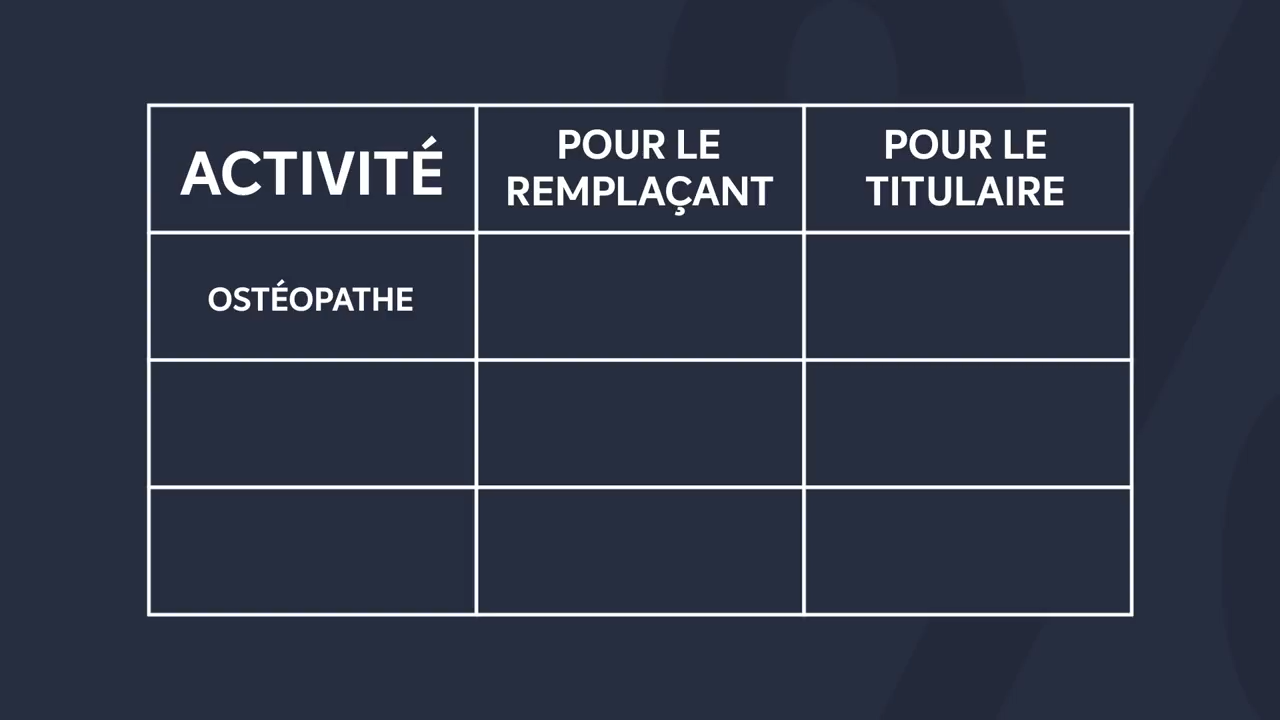 ACTIVITÉ
POUR LE
REMPLAÇANT
POUR LE
TITULAIRE
OSTÉOPATHE